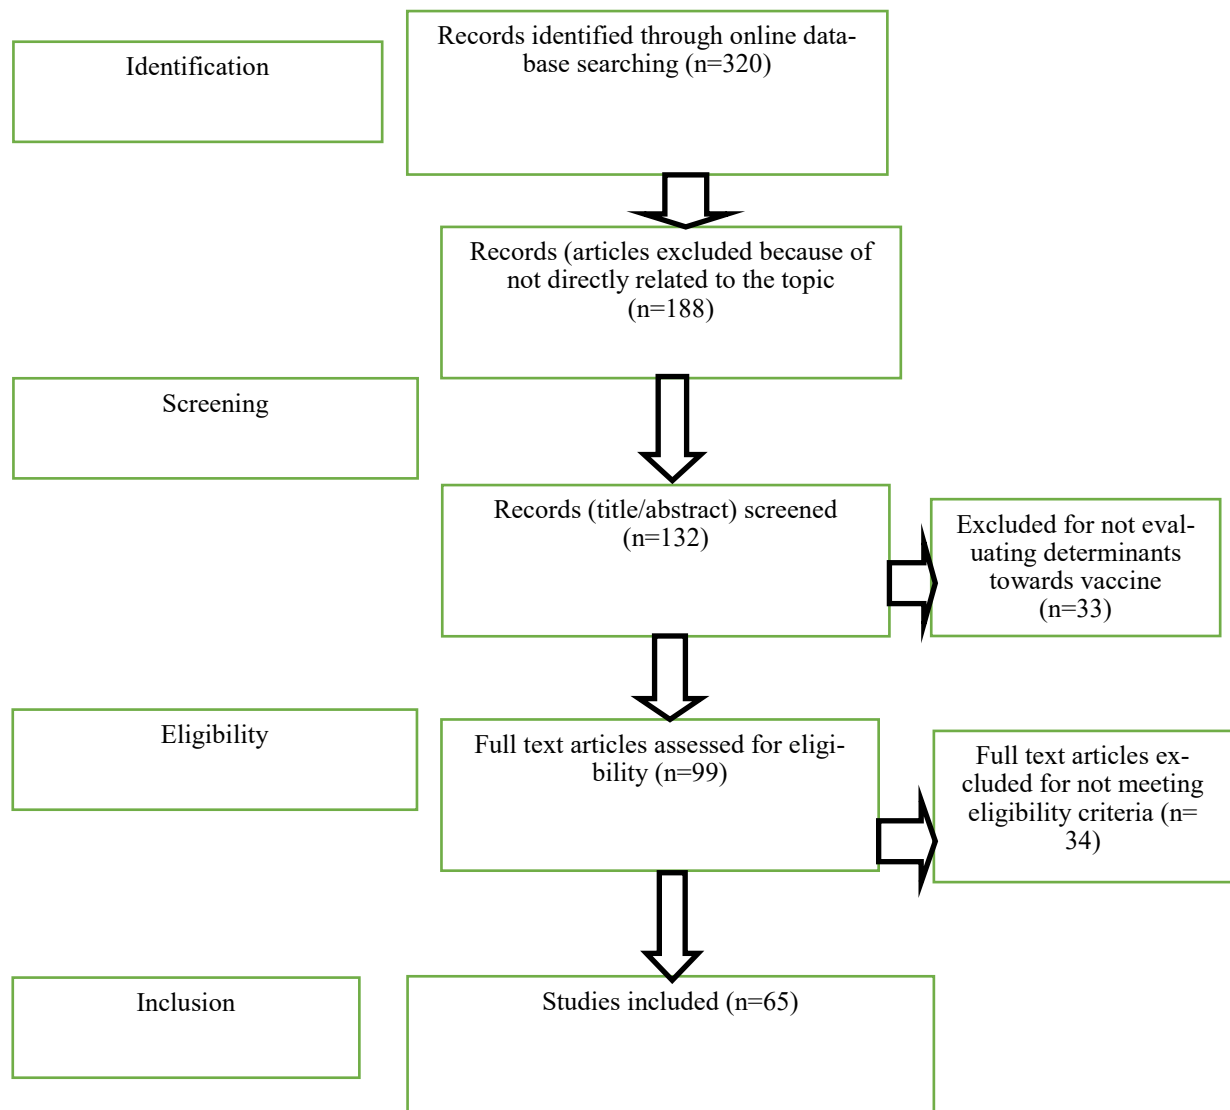 Identification
Records identified through online data-
base searching (n=320)
Records (articles excluded because of
not directly related to the topic
(n=188)
Screening
Records (title/abstract) screened
(n=132)
Excluded for not eval-
uating determinants
towards vaccine
(n=33)
Eligibility
Full text articles assessed for eligi-
bility (n=99)
Full text articles ex-
cluded for not meeting
eligibility criteria (n=
34)
Inclusion
Studies included (n=65)